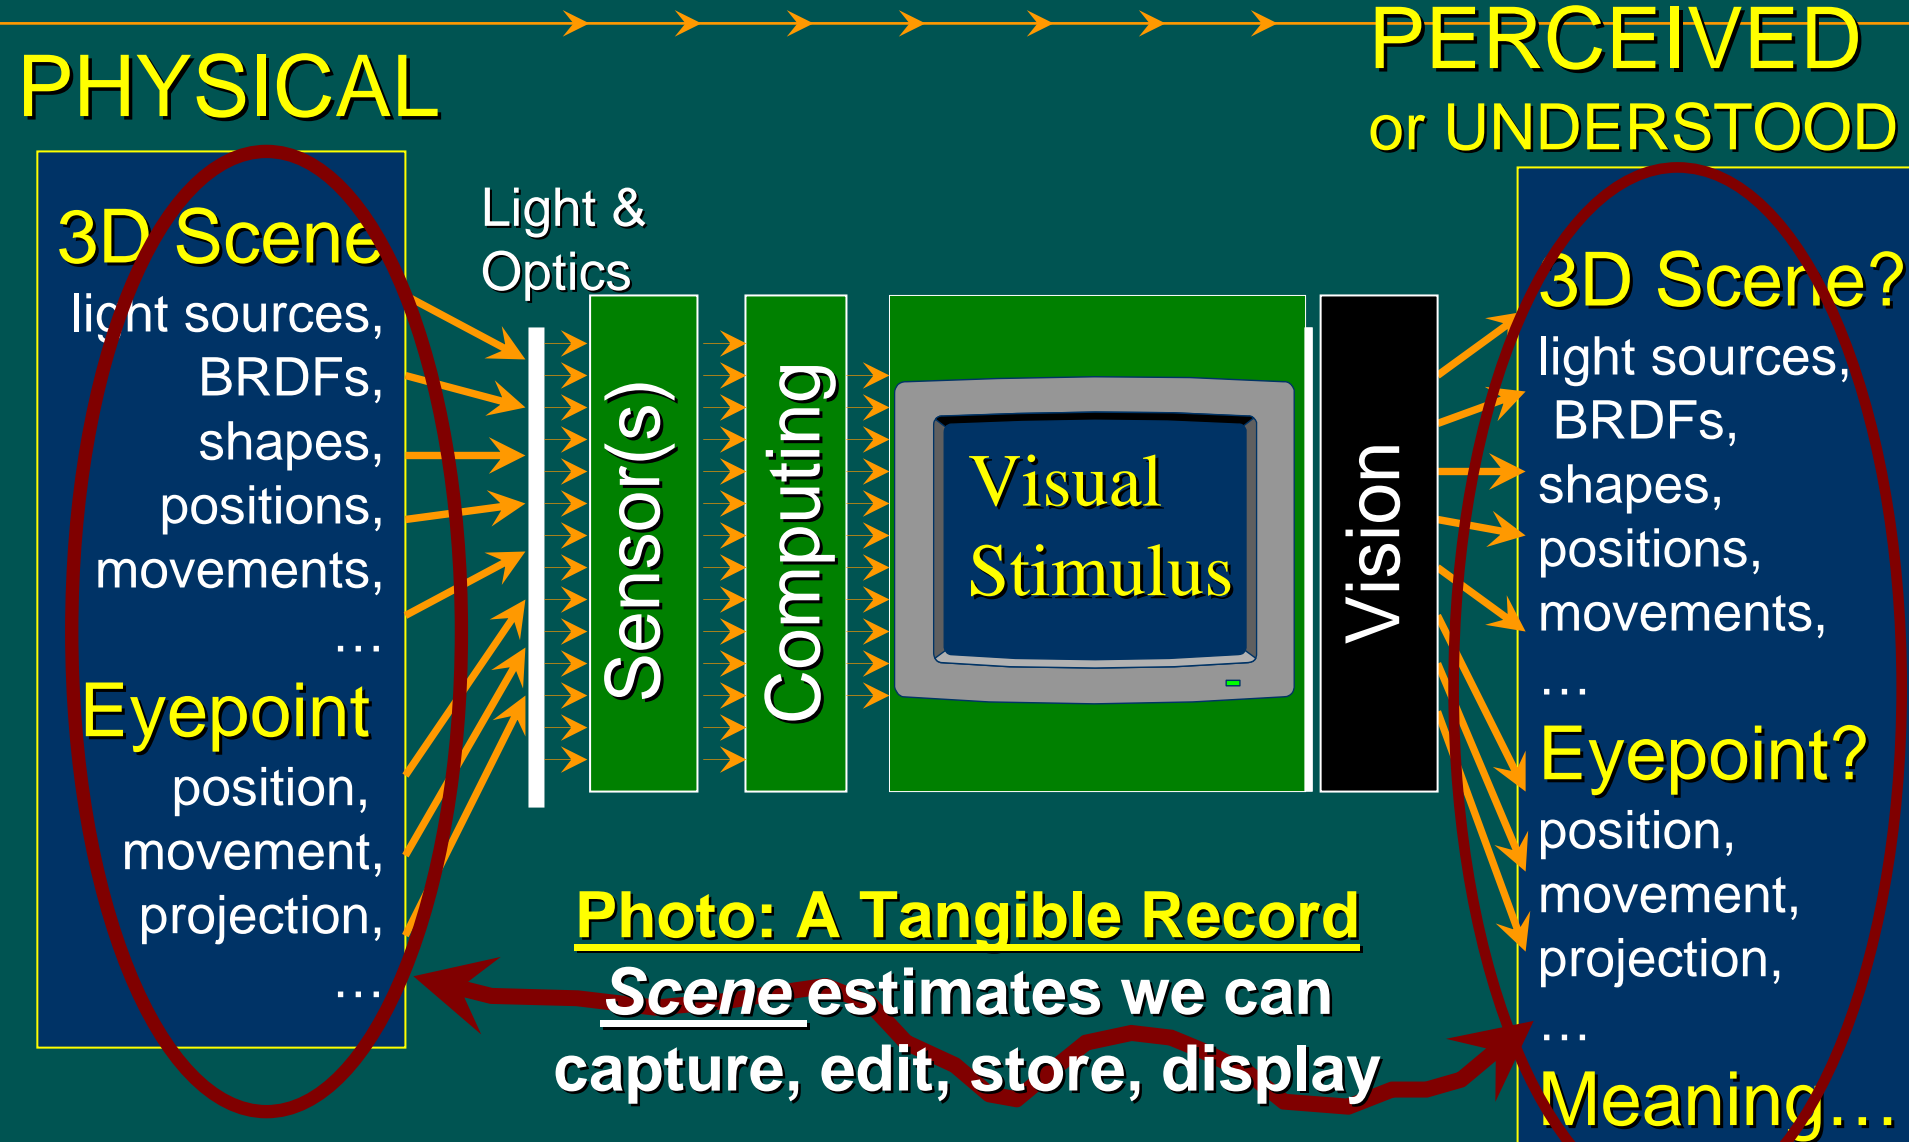 PHYSICAL
PERCEIVED
or UNDERSTOOD
3D Scene
light sources,
BRDFs,
shapes,
positions,
movements,
…
Eyepoint
position,
movement,
projection,
…
Light &
Optics
Sensor(s)
Computing
Visual
Stimulus
Vision
3D Scene?
light sources,
BRDFs,
shapes,
positions,
movements,
…
Eyepoint?
position,
movement,
projection,
…
Meaning…
Photo: A Tangible Record
Scene estimates we can
capture, edit, store, display